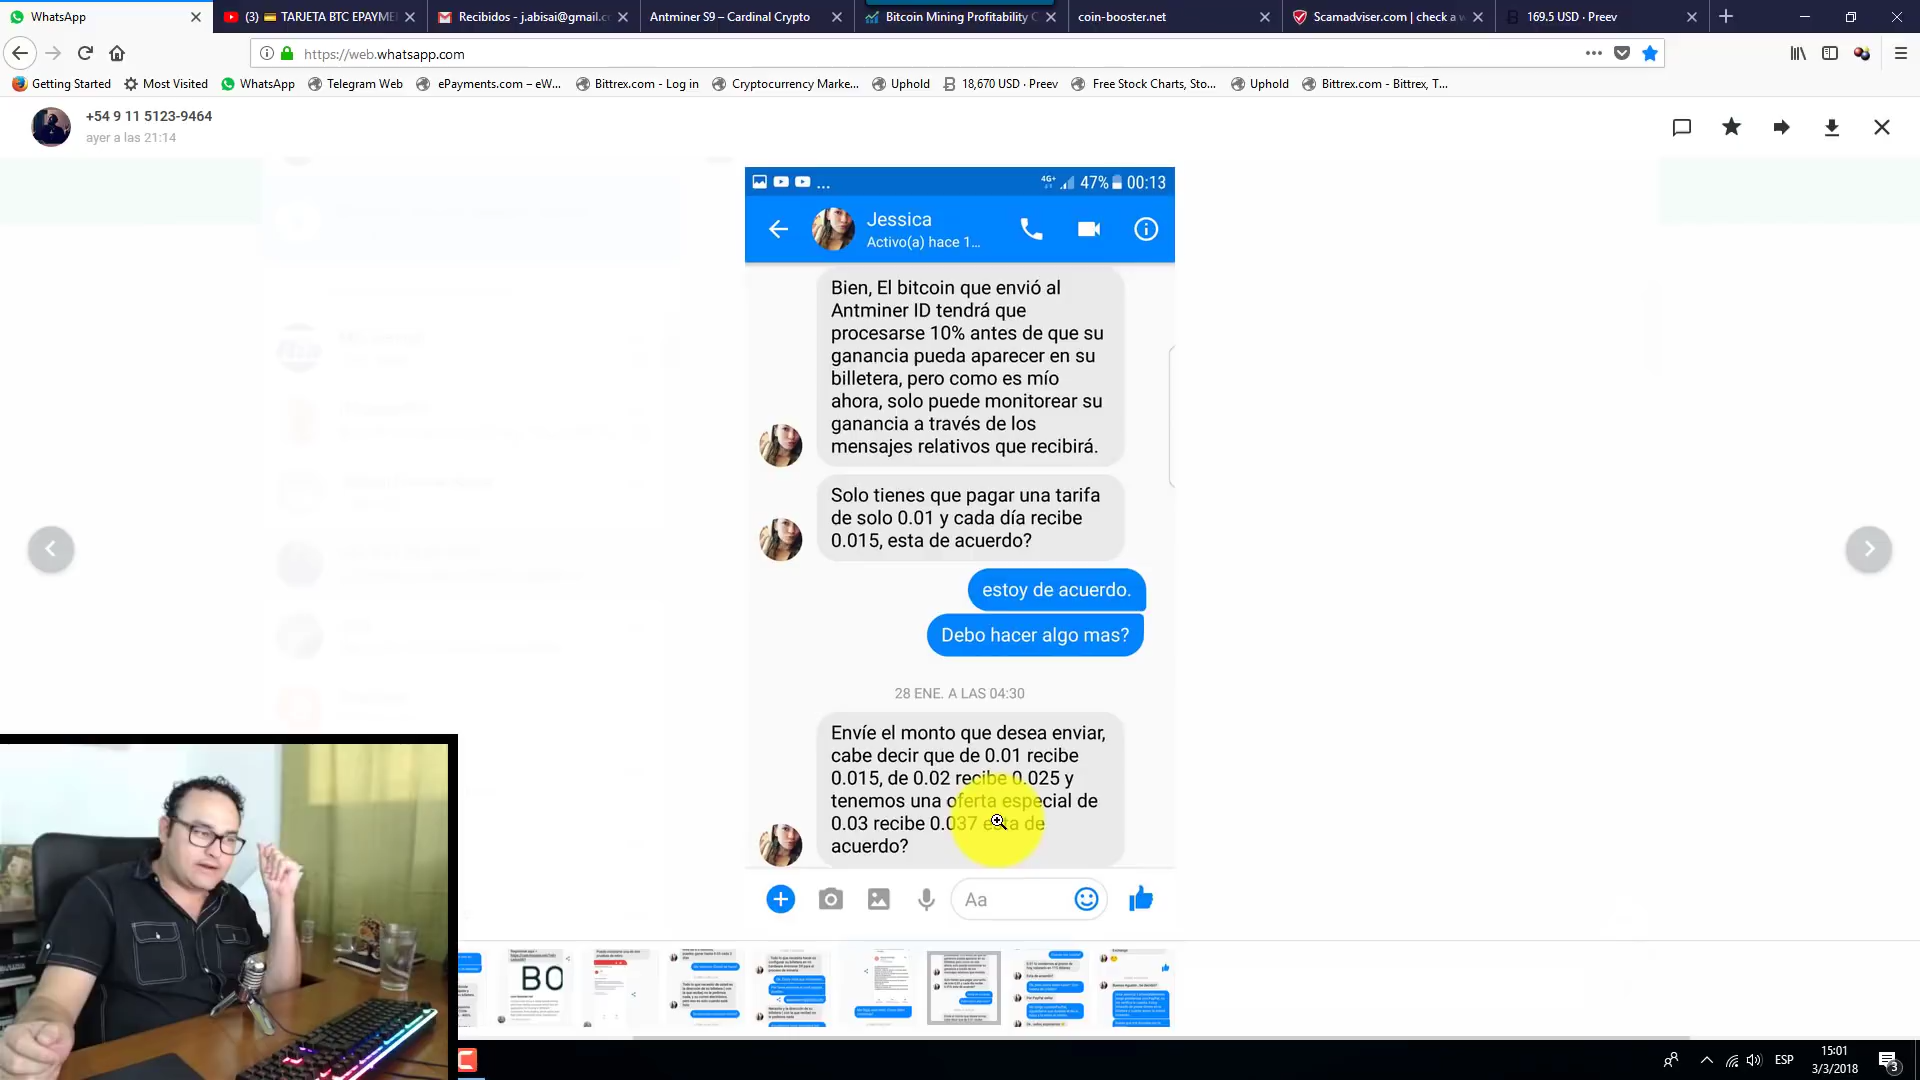 WhatsApp
(3) TARJETA BTC EPAYME
Recibidos - j.abisai@gmail.c
Antminer S9 – Cardinal Crypto
Bitcoin Mining Profitability C
coin-booster.net
Scamadviser.com | check a w
169.5 USD · Preev
https://web.whatsapp.com
Getting Started
Most Visited
WhatsApp
Telegram Web
ePayments.com – eW...
Bittrex.com - Log in
Cryptocurrency Marke...
Uphold
18,670 USD · Preev
Free Stock Charts, Sto...
Uphold
Bittrex.com - Bittrex, T...
+54 9 11 5123-9464
ayer a las 21:14
...
4G+
47%
00:13
Jessica
Activo(a) hace 1...
Bien, El bitcoin que envió al
Antminer ID tendrá que
procesarse 10% antes de que su
ganancia pueda aparecer en su
billetera, pero como es mío
ahora, solo puede monitorear su
ganancia a través de los
mensajes relativos que recibirá.
Solo tienes que pagar una tarifa
de solo 0.01 y cada día recibe
0.015, esta de acuerdo?
estoy de acuerdo.
Debo hacer algo mas?
28 ENE. A LAS 04:30
Envíe el monto que desea enviar,
cabe decir que de 0.01 recibe
0.015, de 0.02 recibe 0.025 y
tenemos una oferta especial de
0.03 recibe 0.037 esta de
acuerdo?
Aa
BO
ESP
15:01
3/3/2018
3